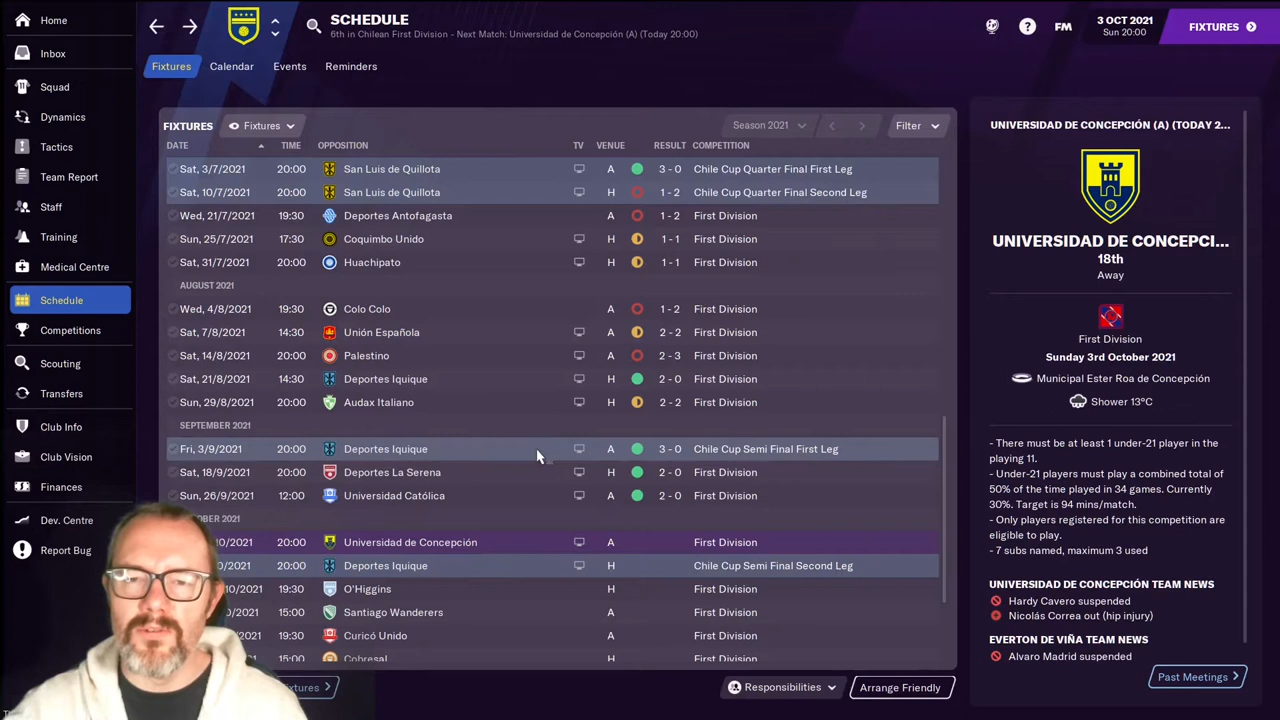 Home
Inbox
Squad
Dynamics
Tactics
Team Report
Staff
Training
Medical Centre
Schedule
Competitions
Scouting
Transfers
Club Info
Club Vision
Finances
Dev. Centre
Report Bug
SCHEDULE
6th in Chilean First Division - Next Match: Universidad de Concepción (A) (Today 20:00)
? FM 3 OCT 2021 Sun 20:00 FIXTURES
Fixtures Calendar Events Reminders
FIXTURES Fixtures Season 2021 Filter
DATE TIME OPPOSITION TV VENUE RESULT COMPETITION
Sat, 3/7/2021 20:00 San Luis de Quillota A 3 - 0 Chile Cup Quarter Final First Leg
Sat, 10/7/2021 20:00 San Luis de Quillota H 1 - 2 Chile Cup Quarter Final Second Leg
Wed, 21/7/2021 19:30 Deportes Antofagasta A 1 - 2 First Division
Sun, 25/7/2021 17:30 Coquimbo Unido H 1 - 1 First Division
Sat, 31/7/2021 20:00 Huachipato H 1 - 1 First Division
AUGUST 2021
Wed, 4/8/2021 19:30 Colo Colo A 1 - 2 First Division
Sat, 7/8/2021 14:30 Unión Española A 2 - 2 First Division
Sat, 14/8/2021 20:00 Palestino A 2 - 3 First Division
Sat, 21/8/2021 14:30 Deportes Iquique H 2 - 0 First Division
Sun, 29/8/2021 20:00 Audax Italiano H 2 - 2 First Division
SEPTEMBER 2021
Fri, 3/9/2021 20:00 Deportes Iquique A 3 - 0 Chile Cup Semi Final First Leg
Sat, 18/9/2021 20:00 Deportes La Serena H 2 - 0 First Division
Sun, 26/9/2021 12:00 Universidad Católica A 2 - 0 First Division
2021
20:00 Universidad de Concepción A First Division
20:00 Deportes Iquique H Chile Cup Semi Final Second Leg
19:30 O'Higgins H First Division
15:00 Santiago Wanderers A First Division
19:30 Curicó Unido A First Division
15:00 Cobresal H First Division
Responsibilities Arrange Friendly
UNIVERSIDAD DE CONCEPCIÓN (A) (TODAY 2...
UNIVERSIDAD DE CONCEPCI...
18th
Away
First Division
Sunday 3rd October 2021
Municipal Ester Roa de Concepción
Shower 13°C
- There must be at least 1 under-21 player in the
playing 11.
- Under-21 players must play a combined total of
50% of the time played in 34 games. Currently
30%. Target is 94 mins/match.
- Only players registered for this competition are
eligible to play.
- 7 subs named, maximum 3 used
UNIVERSIDAD DE CONCEPCIÓN TEAM NEWS
Hardy Cavero suspended
Nicolás Correa out (hip injury)
EVERTON DE VIÑA TEAM NEWS
Alvaro Madrid suspended
Past Meetings